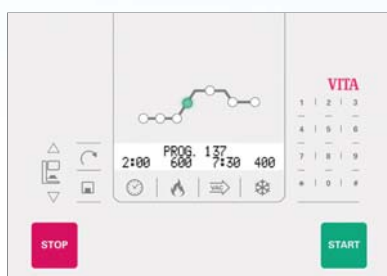 VITA
1 | 2 | 3
4 | 5 | 6
PROG. 137
2:00 600 7:30 400
7 | 8 | 9
VAC
* | 0 | #
STOP
START